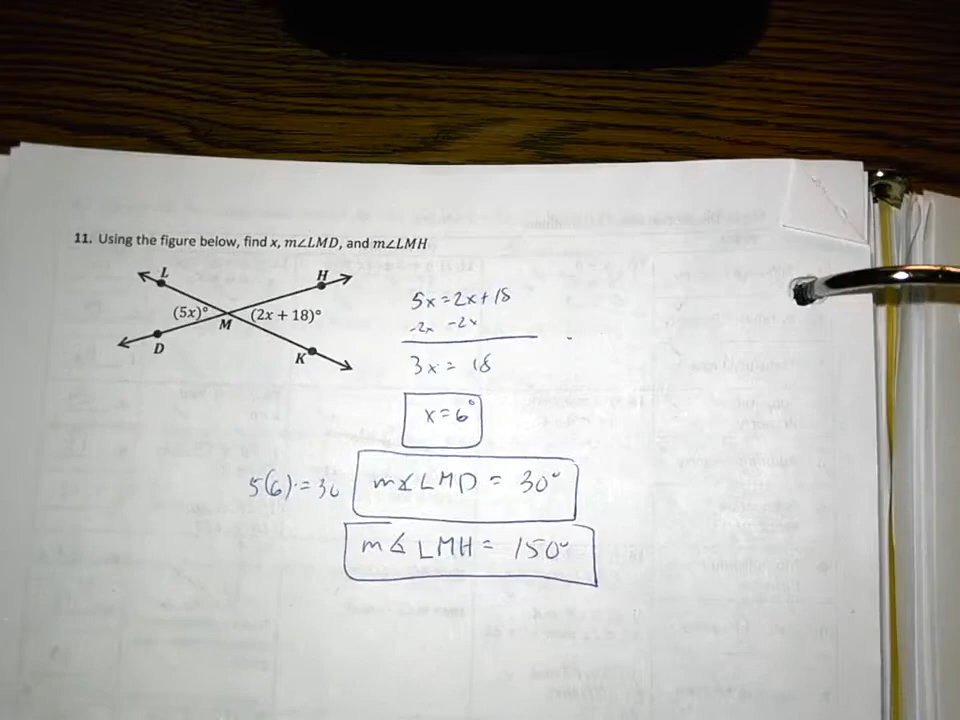 11. Using the figure below, find x, m∠LMD, and m∠LMH
L
H
(5x)°
M
(2x + 18)°
D
K
5x = 2x + 18
-2x -2x
3x = 18
x = 6°
5(6) = 30
m∡LMD = 30°
m∡LMH = 150°